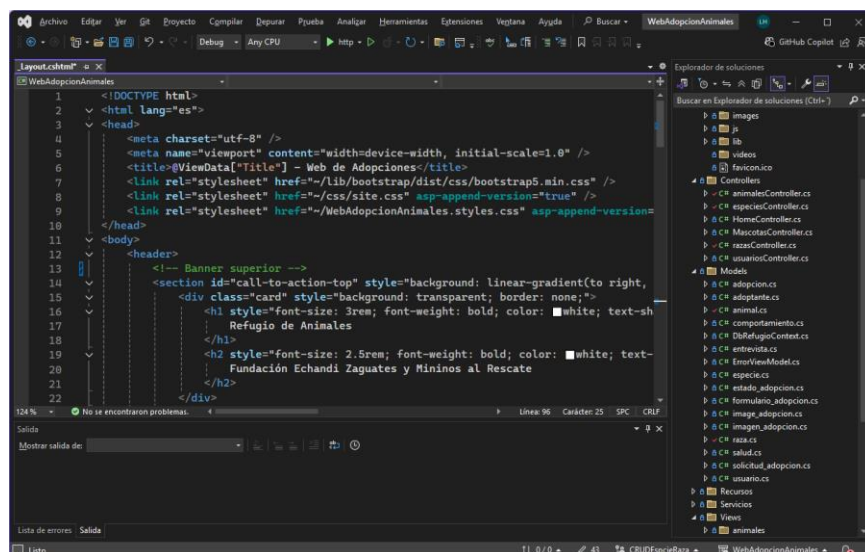 Archivo Editar Ver Git Proyecto Compilar Depurar Prueba Analizar Herramientas Extensiones Ventana Ayuda Buscar WebAdopcionAnimales LM
Debug Any CPU http GitHub Copilot
_Layout.cshtml*
WebAdopcionAnimales
1 <!DOCTYPE html>
2 <html lang="es">
3 <head>
4 <meta charset="utf-8" />
5 <meta name="viewport" content="width=device-width, initial-scale=1.0" />
6 <title>@ViewData["Title"] - Web de Adopciones</title>
7 <link rel="stylesheet" href="~/lib/bootstrap/dist/css/bootstrap5.min.css" />
8 <link rel="stylesheet" href="~/css/site.css" asp-append-version="true" />
9 <link rel="stylesheet" href="~/WebAdopcionAnimales.styles.css" asp-append-version=
10 </head>
11 <body>
12 <header>
13 <!-- Banner superior -->
14 <section id="call-to-action-top" style="background: linear-gradient(to right,
15 <div class="card" style="background: transparent; border: none;">
16 <h1 style="font-size: 3rem; font-weight: bold; color: white; text-sh
17 Refugio de Animales
18 </h1>
19 <h2 style="font-size: 2.5rem; font-weight: bold; color: white; text-
20 Fundación Echandi Zaguates y Mininos al Rescate
21 </h2>
22 </div>
124 % No se encontraron problemas. Línea: 96 Carácter: 25 SPC CRLF
Salida
Mostrar salida de:
Lista de errores Salida
Explorador de soluciones
Buscar en Explorador de soluciones (Ctrl+´)
images
js
lib
videos
favicon.ico
Controllers
C# animalesController.cs
C# especiesController.cs
C# HomeController.cs
C# MascotasController.cs
C# razasController.cs
C# usuariosController.cs
Models
C# adopcion.cs
C# adoptante.cs
C# animal.cs
C# comportamiento.cs
C# DbRefugioContext.cs
C# entrevista.cs
C# ErrorViewModel.cs
C# especie.cs
C# estado_adopcion.cs
C# formulario_adopcion.cs
C# image_adopcion.cs
C# imagen_adopcion.cs
C# raza.cs
C# salud.cs
C# solicitud_adopcion.cs
C# usuario.cs
Recursos
Servicios
Views
animales
Listo 0 / 0 43 CRUDEspcieRaza WebAdopcionAnimales